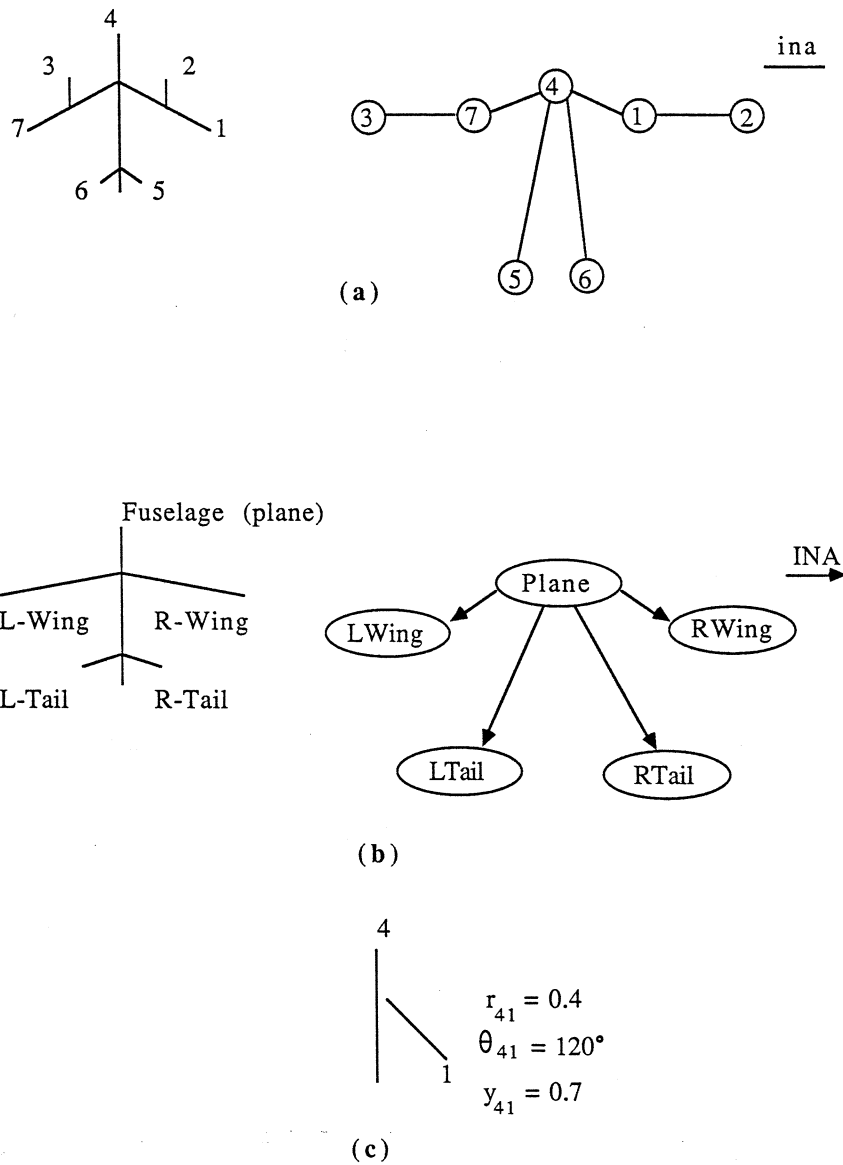 4
ina
3
2
4
3
7
1
2
7
1
6
5
5
6
(a)
Fuselage (plane)
INA
Plane
L-Wing
R-Wing
LWing
RWing
L-Tail
R-Tail
LTail
RTail
(b)
4
r41 = 0.4
θ41 = 120°
1
y41 = 0.7
(c)